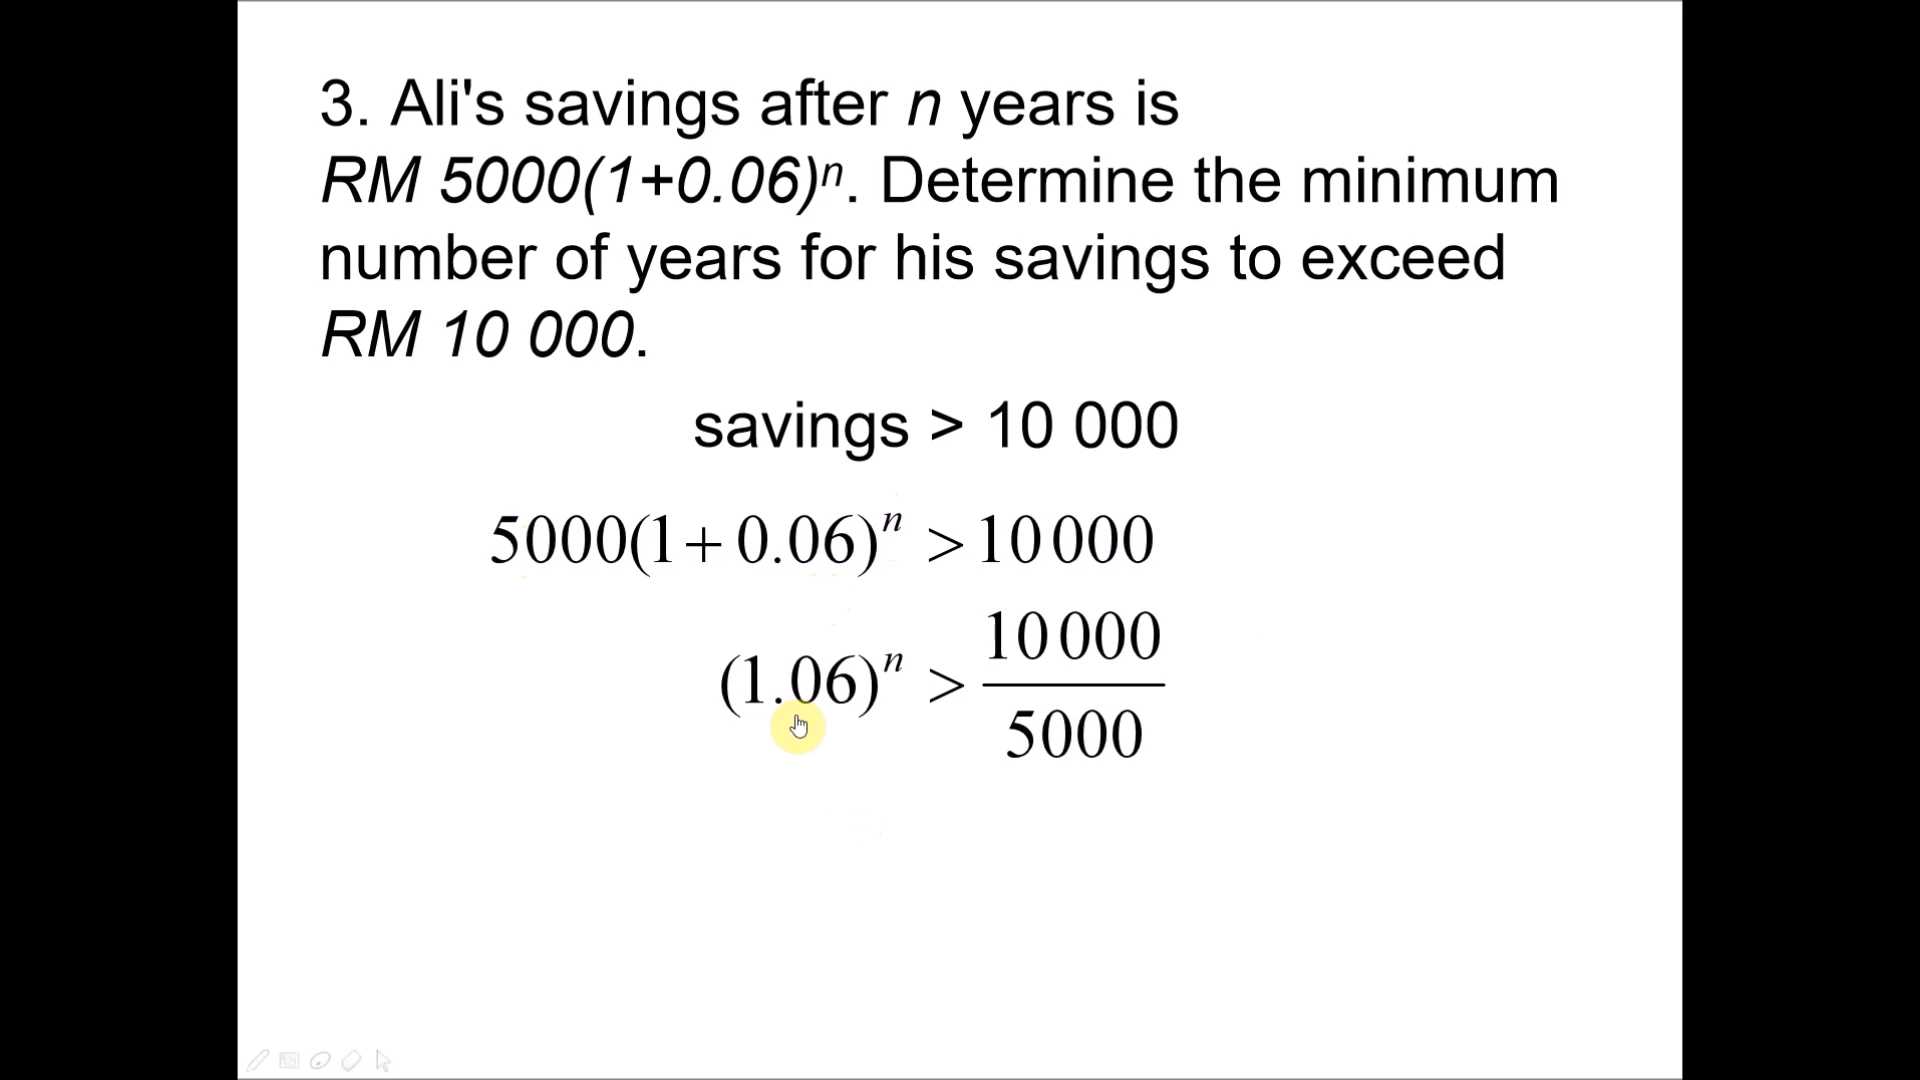 3. Ali's savings after n years is
RM 5000(1+0.06)ⁿ. Determine the minimum
number of years for his savings to exceed
RM 10 000.
savings > 10 000
5000(1+0.06)ⁿ > 10 000
(1.06)ⁿ > 10 000 / 5000